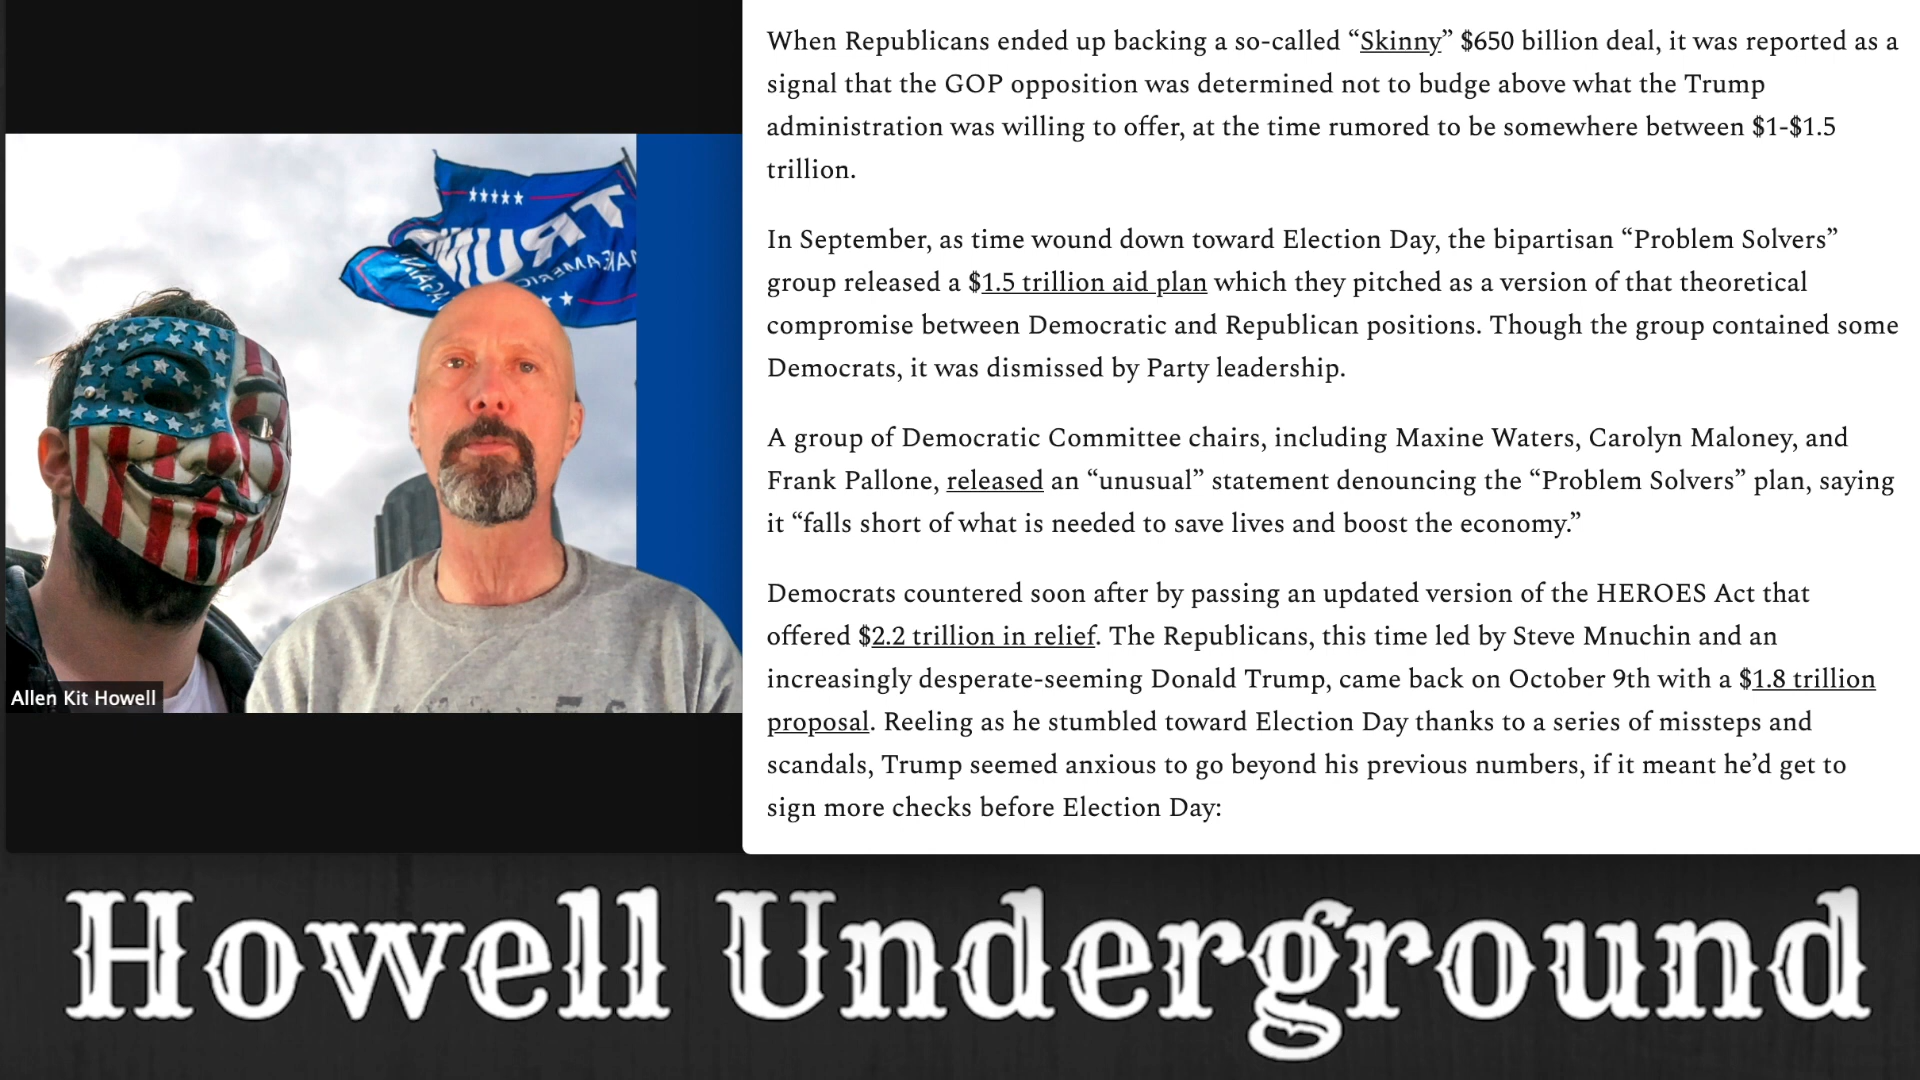 When Republicans ended up backing a so-called “Skinny” $650 billion deal, it was reported as a
signal that the GOP opposition was determined not to budge above what the Trump
administration was willing to offer, at the time rumored to be somewhere between $1-$1.5
trillion.
In September, as time wound down toward Election Day, the bipartisan “Problem Solvers”
group released a $1.5 trillion aid plan which they pitched as a version of that theoretical
compromise between Democratic and Republican positions. Though the group contained some
Democrats, it was dismissed by Party leadership.
A group of Democratic Committee chairs, including Maxine Waters, Carolyn Maloney, and
Frank Pallone, released an “unusual” statement denouncing the “Problem Solvers” plan, saying
it “falls short of what is needed to save lives and boost the economy.”
Democrats countered soon after by passing an updated version of the HEROES Act that
offered $2.2 trillion in relief. The Republicans, this time led by Steve Mnuchin and an
increasingly desperate-seeming Donald Trump, came back on October 9th with a $1.8 trillion
proposal. Reeling as he stumbled toward Election Day thanks to a series of missteps and
scandals, Trump seemed anxious to go beyond his previous numbers, if it meant he’d get to
sign more checks before Election Day:
TRUMP
Allen Kit Howell
Howell Underground